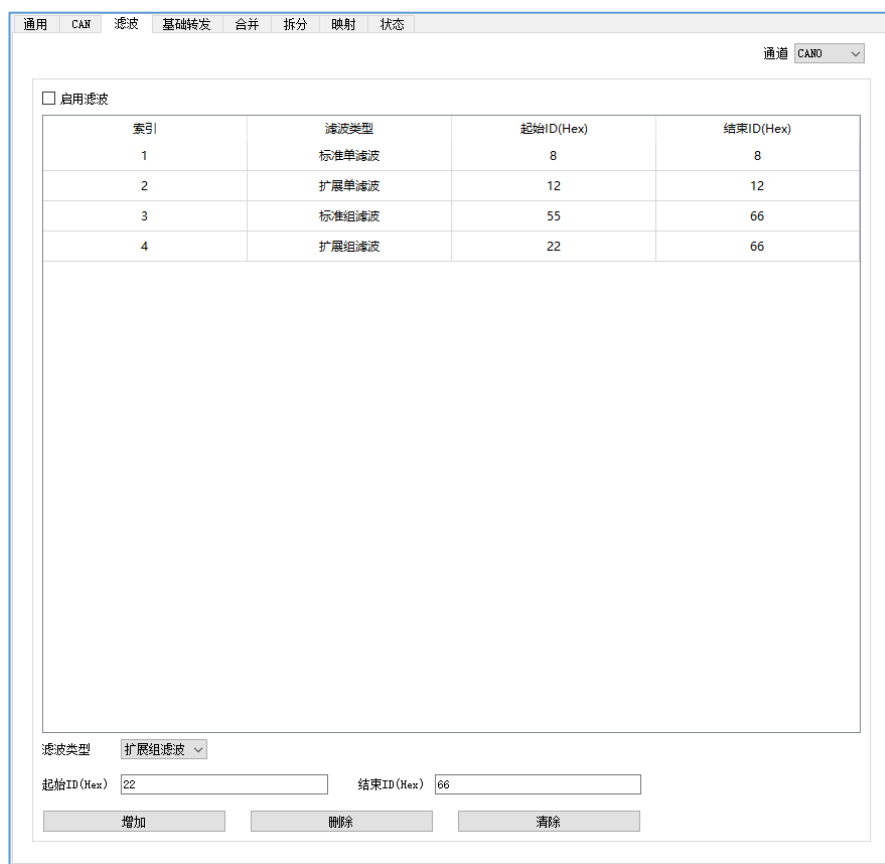 通用 CAN 滤波 基础转发 合并 拆分 映射 状态
通道 CAN0
启用滤波
索引 滤波类型 起始ID(Hex) 结束ID(Hex)
1 标准单滤波 8 8
2 扩展单滤波 12 12
3 标准组滤波 55 66
4 扩展组滤波 22 66
滤波类型 扩展组滤波
起始ID(Hex) 22 结束ID(Hex) 66
增加 删除 清除